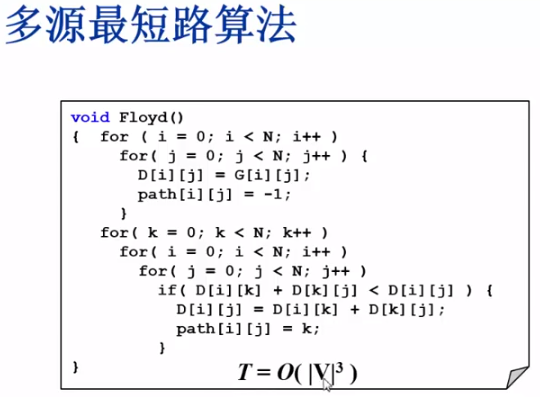 多源最短路算法
void Floyd()
{ for ( i = 0; i < N; i++ )
for( j = 0; j < N; j++ ) {
D[i][j] = G[i][j];
path[i][j] = -1;
}
for( k = 0; k < N; k++ )
for( i = 0; i < N; i++ )
for( j = 0; j < N; j++ )
if( D[i][k] + D[k][j] < D[i][j] ) {
D[i][j] = D[i][k] + D[k][j];
path[i][j] = k;
}
}
T = O( |V|³ )